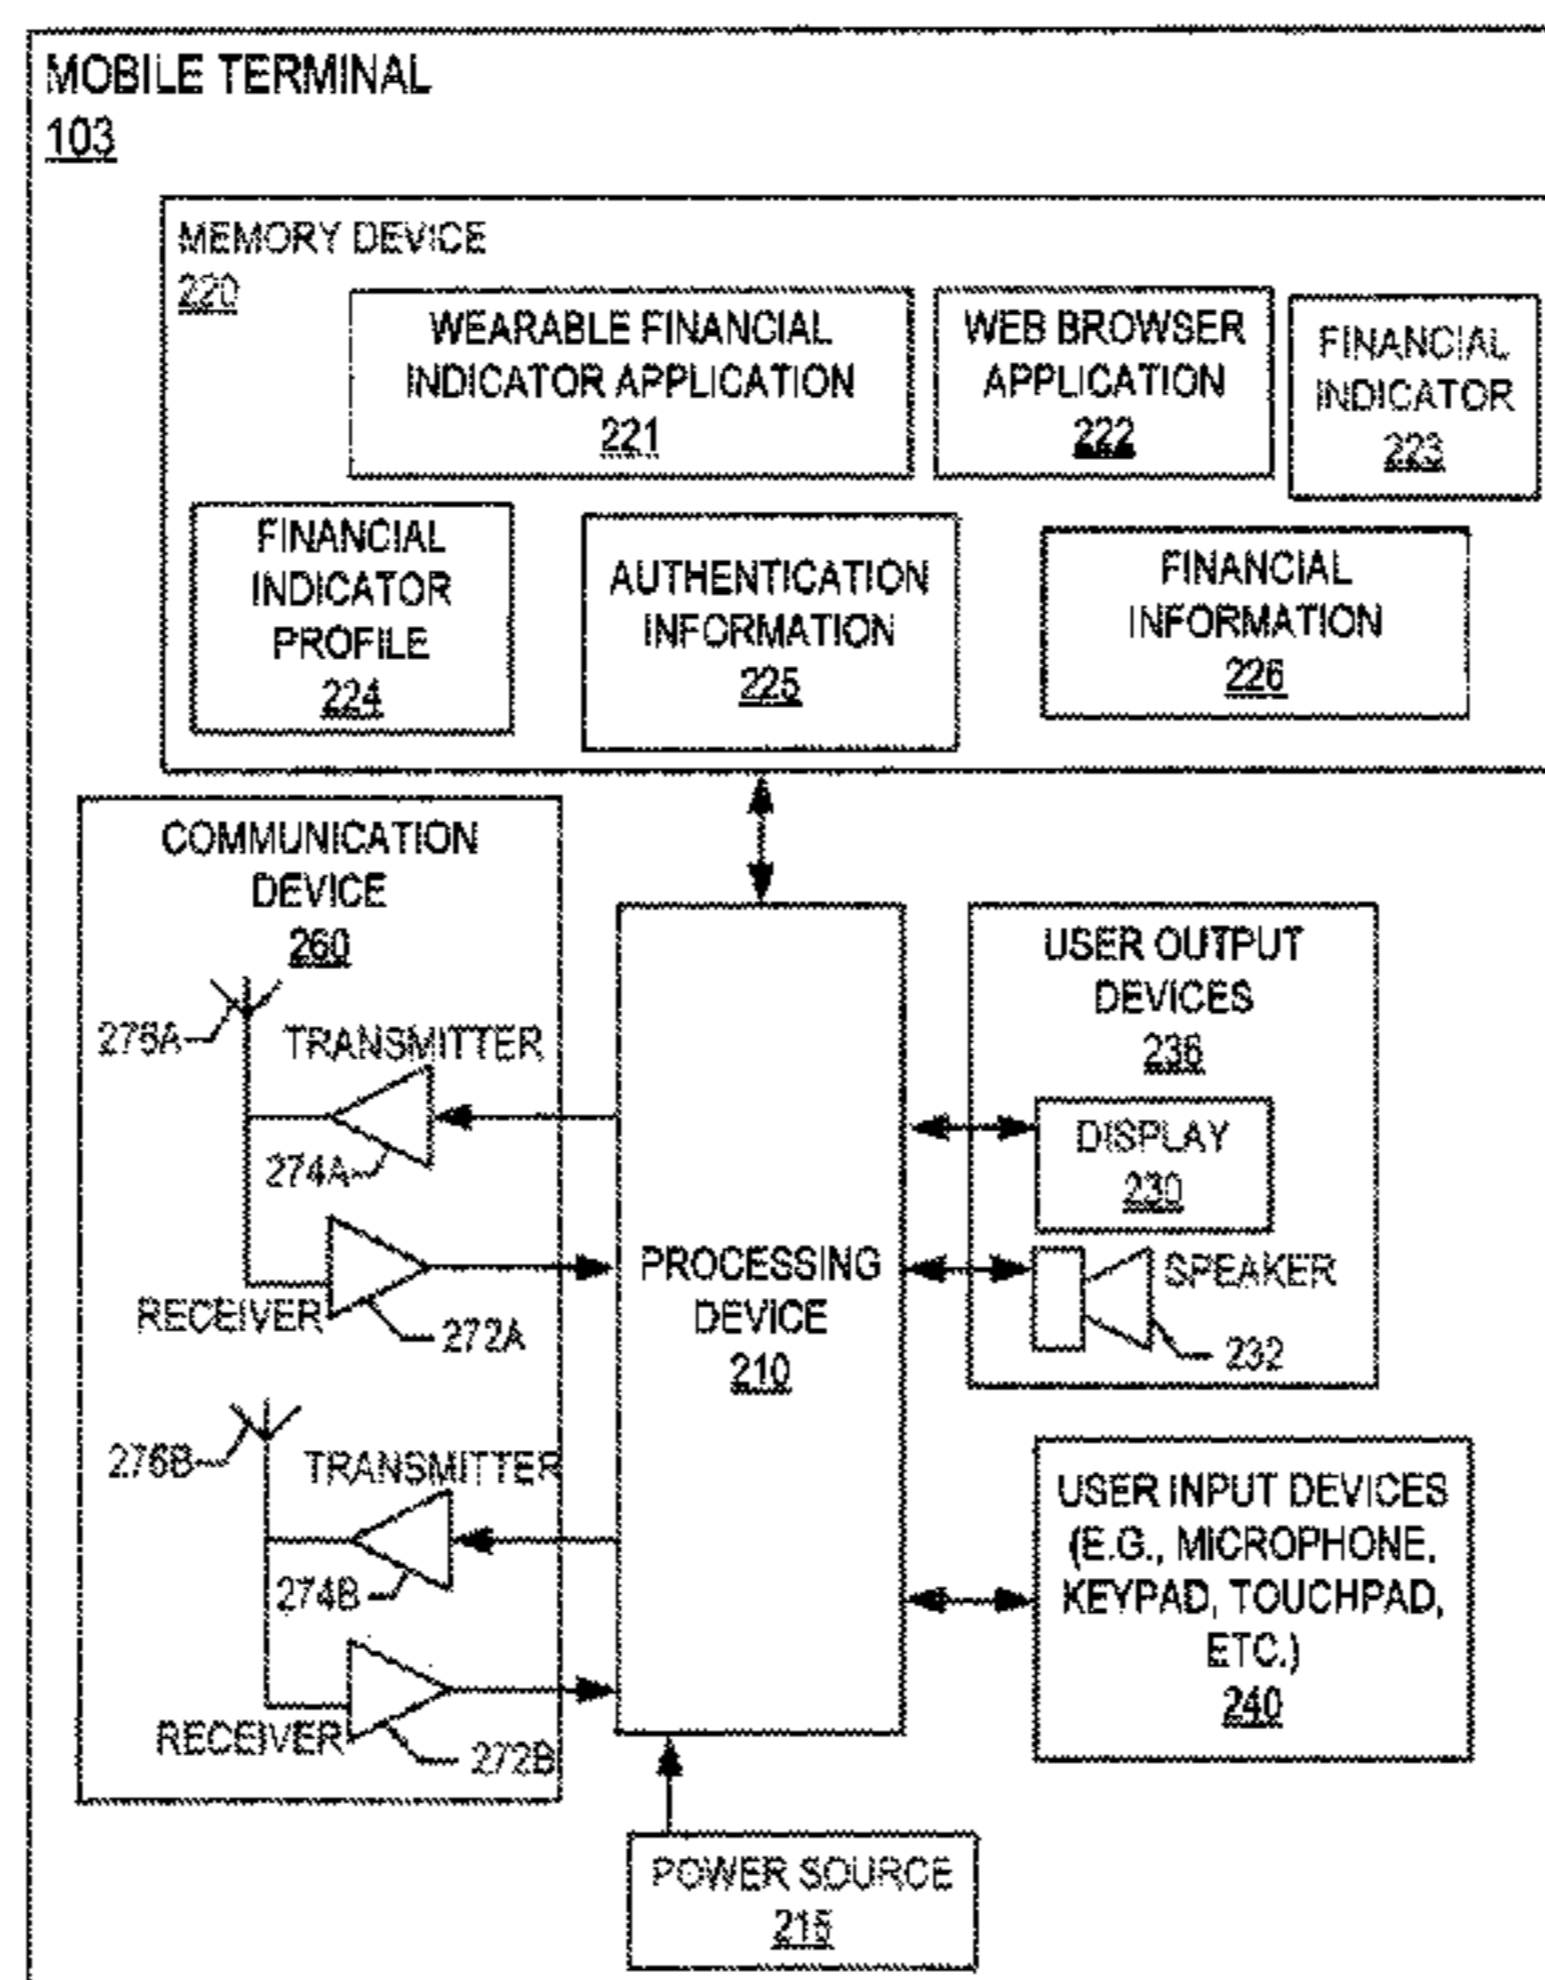 MOBILE TERMINAL
103
MEMORY DEVICE
220
WEARABLE FINANCIAL
INDICATOR APPLICATION
221
WEB BROWSER
APPLICATION
222
FINANCIAL
INDICATOR
223
FINANCIAL
INDICATOR
PROFILE
224
AUTHENTICATION
INFORMATION
225
FINANCIAL
INFORMATION
226
COMMUNICATION
DEVICE
260
276A
TRANSMITTER
274A
RECEIVER
272A
276B
TRANSMITTER
274B
RECEIVER
272B
PROCESSING
DEVICE
210
USER OUTPUT
DEVICES
236
DISPLAY
230
SPEAKER
232
USER INPUT DEVICES
(E.G., MICROPHONE,
KEYPAD, TOUCHPAD,
ETC.)
240
POWER SOURCE
215